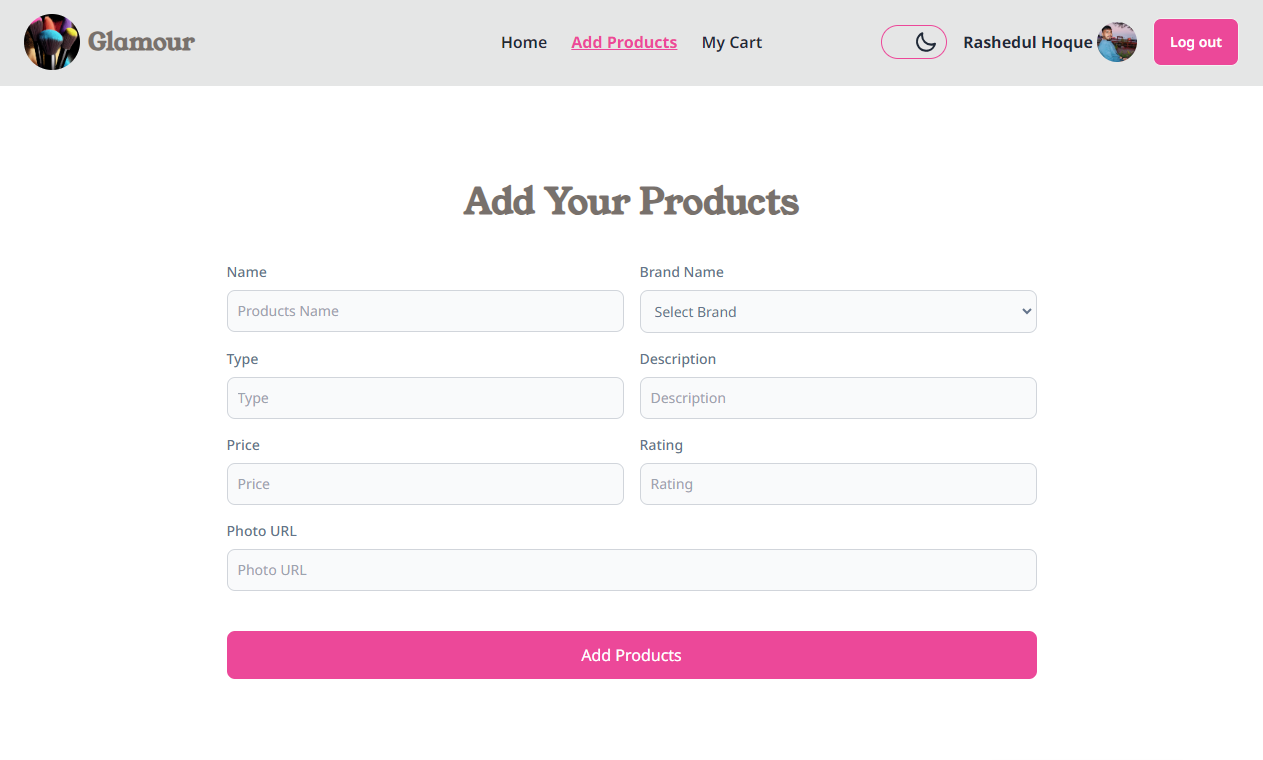 Glamour
Home Add Products My Cart
Rashedul Hoque
Log out
Add Your Products
Name
Products Name
Brand Name
Select Brand
Type
Type
Description
Description
Price
Price
Rating
Rating
Photo URL
Photo URL
Add Products